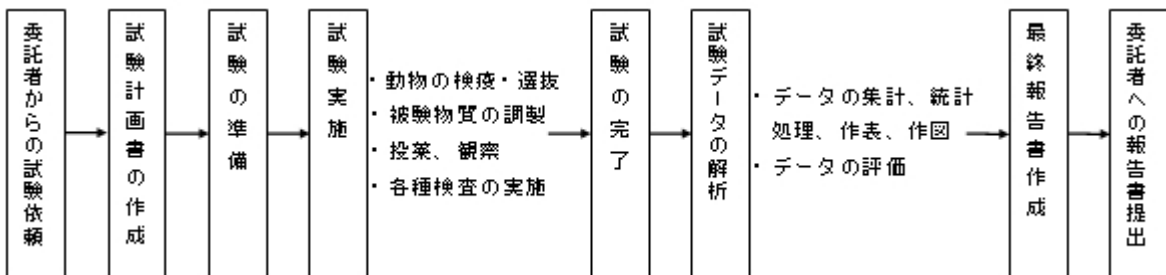 委託者からの試験依頼
試験計画書の作成
試験の準備
試験実施
・動物の検疫・選抜
・被験物質の調製
・投薬、観察
・各種検査の実施
試験の完了
試験データの解析
・データの集計、統計
処理、作表、作図
・データの評価
最終報告書作成
委託者への報告書提出